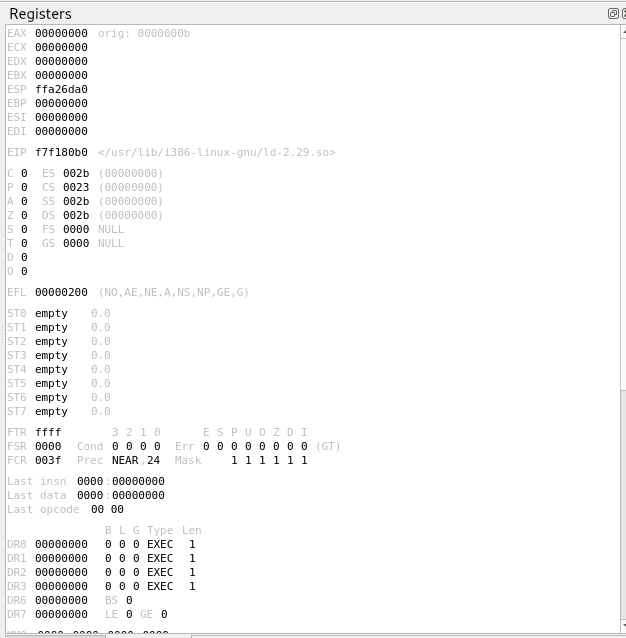 Registers
EAX 00000000 orig: 0000000b
ECX 00000000
EDX 00000000
EBX 00000000
ESP ffa26da0
EBP 00000000
ESI 00000000
EDI 00000000
EIP f7f180b0 </usr/lib/i386-linux-gnu/ld-2.29.so>
C 0 ES 002b (00000000)
P 0 CS 0023 (00000000)
A 0 SS 002b (00000000)
Z 0 DS 002b (00000000)
S 0 FS 0000 NULL
T 0 GS 0000 NULL
D 0
O 0
EFL 00000200 (NO,AE,NE,A,NS,NP,GE,G)
ST0 empty 0.0
ST1 empty 0.0
ST2 empty 0.0
ST3 empty 0.0
ST4 empty 0.0
ST5 empty 0.0
ST6 empty 0.0
ST7 empty 0.0
FTR ffff 3 2 1 0 E S P U O Z D I
FSR 0000 Cond 0 0 0 0 Err 0 0 0 0 0 0 0 0 (GT)
FCR 003f Prec NEAR,24 Mask 1 1 1 1 1 1
Last insn 0000:00000000
Last data 0000:00000000
Last opcode 00 00
B L G Type Len
DR0 00000000 0 0 0 EXEC 1
DR1 00000000 0 0 0 EXEC 1
DR2 00000000 0 0 0 EXEC 1
DR3 00000000 0 0 0 EXEC 1
DR6 00000000 BS 0
DR7 00000000 LE 0 GE 0